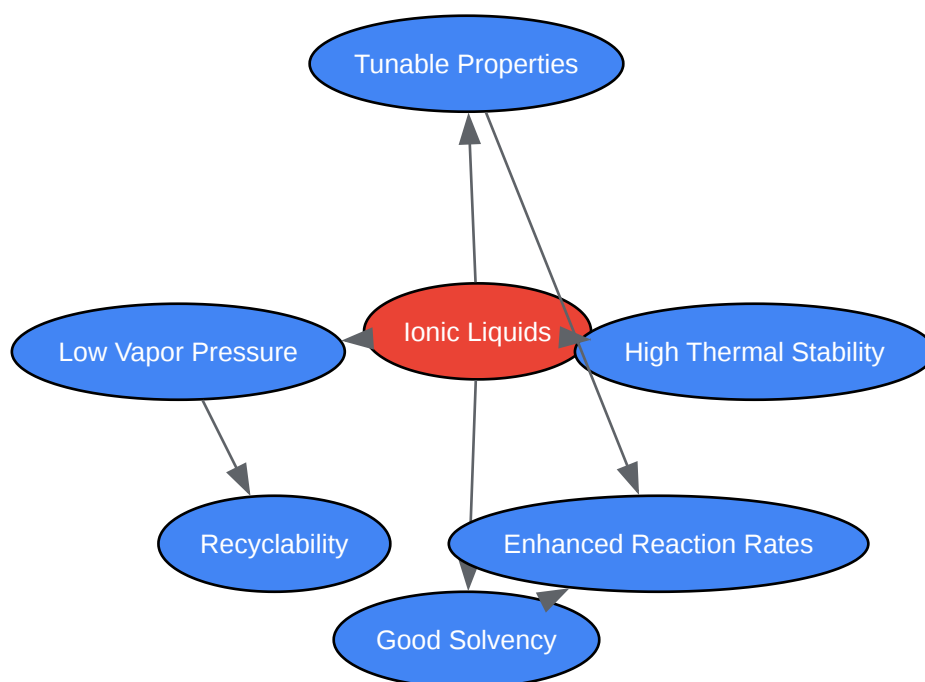 Tunable Properties
Ionic Liquids
Low Vapor Pressure
High Thermal Stability
Recyclability
Enhanced Reaction Rates
Good Solvency